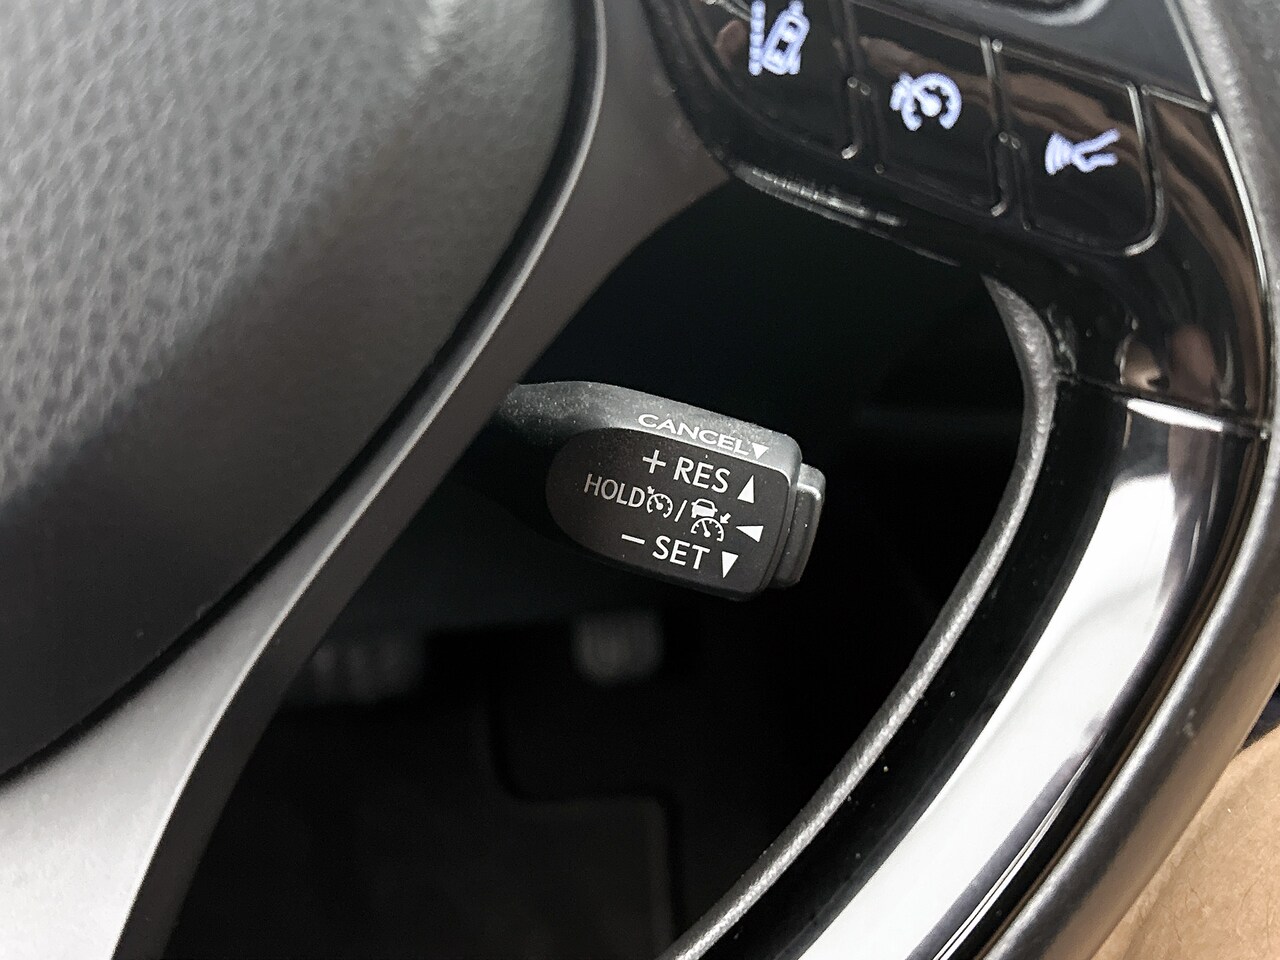 CANCEL▼
+ RES ▲
HOLD / ◄
− SET ▼